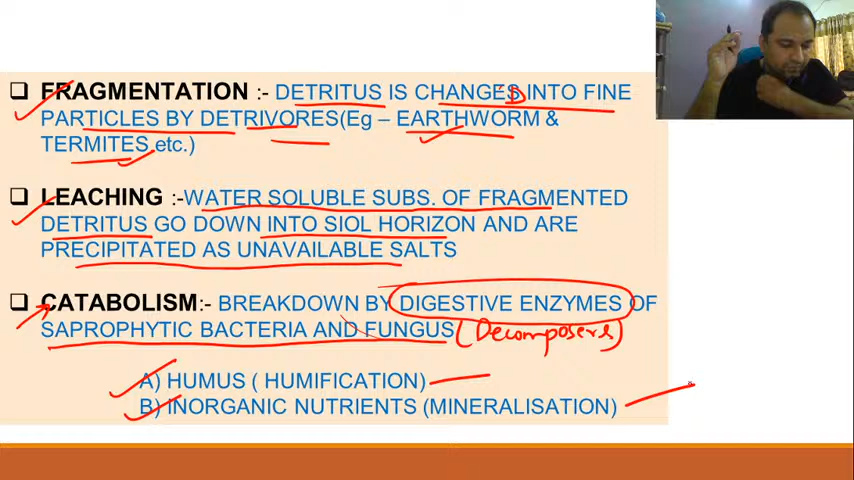 FRAGMENTATION :- DETRITUS IS CHANGES D INTO FINE
PARTICLES BY DETRIVORES(Eg – EARTHWORM &
TERMITES etc.)
LEACHING :-WATER SOLUBLE SUBS. OF FRAGMENTED
DETRITUS GO DOWN INTO SIOL HORIZON AND ARE
PRECIPITATED AS UNAVAILABLE SALTS
CATABOLISM:- BREAKDOWN BY DIGESTIVE ENZYMES OF
SAPROPHYTIC BACTERIA AND FUNGUS (Decomposers)
A) HUMUS ( HUMIFICATION)
B) INORGANIC NUTRIENTS (MINERALISATION)